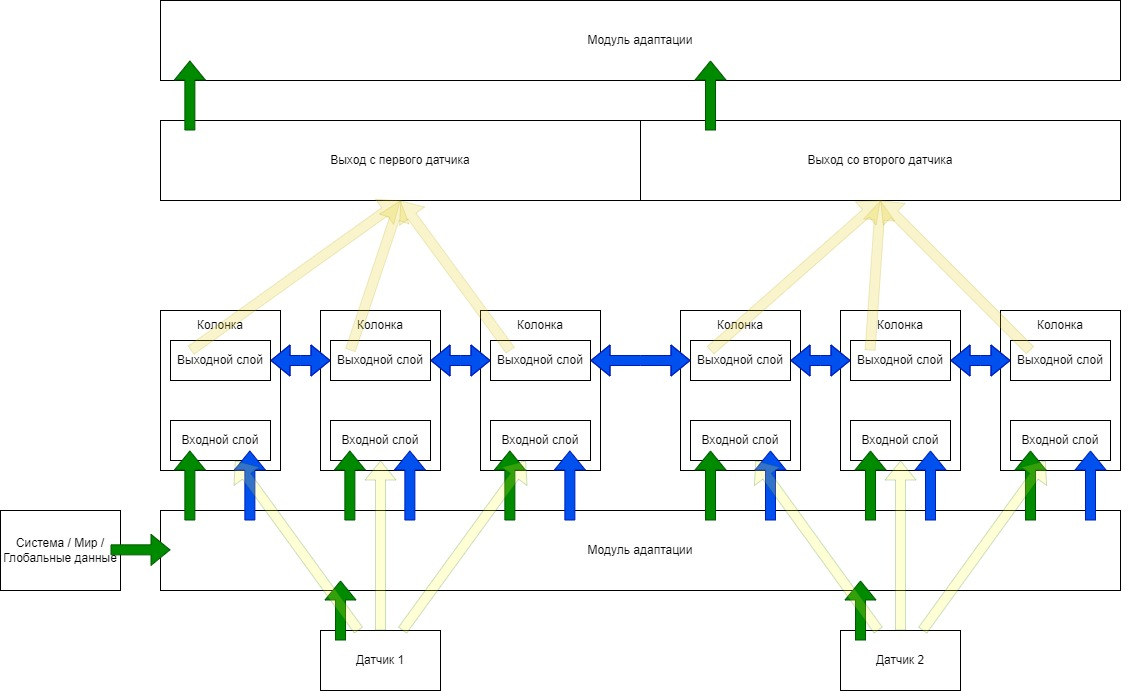 Модуль адаптации
Выход с первого датчика
Выход со второго датчика
Колонка
Колонка
Колонка
Колонка
Колонка
Колонка
Выходной слой
Выходной слой
Выходной слой
Выходной слой
Выходной слой
Выходной слой
Входной слой
Входной слой
Входной слой
Входной слой
Входной слой
Входной слой
Система / Мир /
Глобальные данные
Модуль адаптации
Датчик 1
Датчик 2